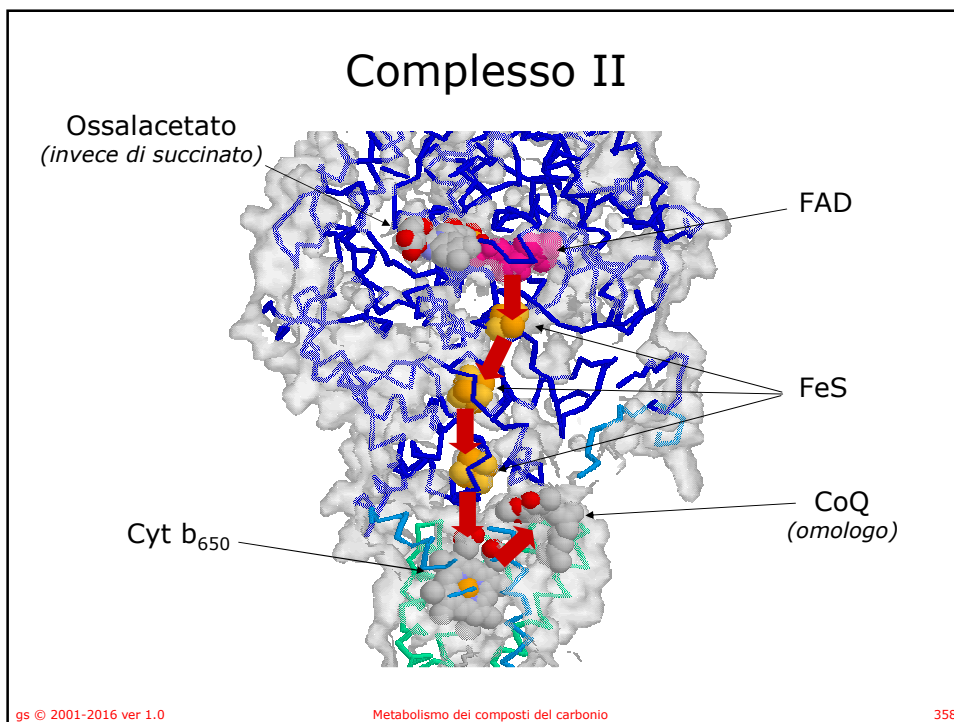 Complesso II
Ossalacetato
(invece di succinato)
FAD
FeS
CoQ
(omologo)
Cyt b650
gs © 2001-2016 ver 1.0
Metabolismo dei composti del carbonio
358